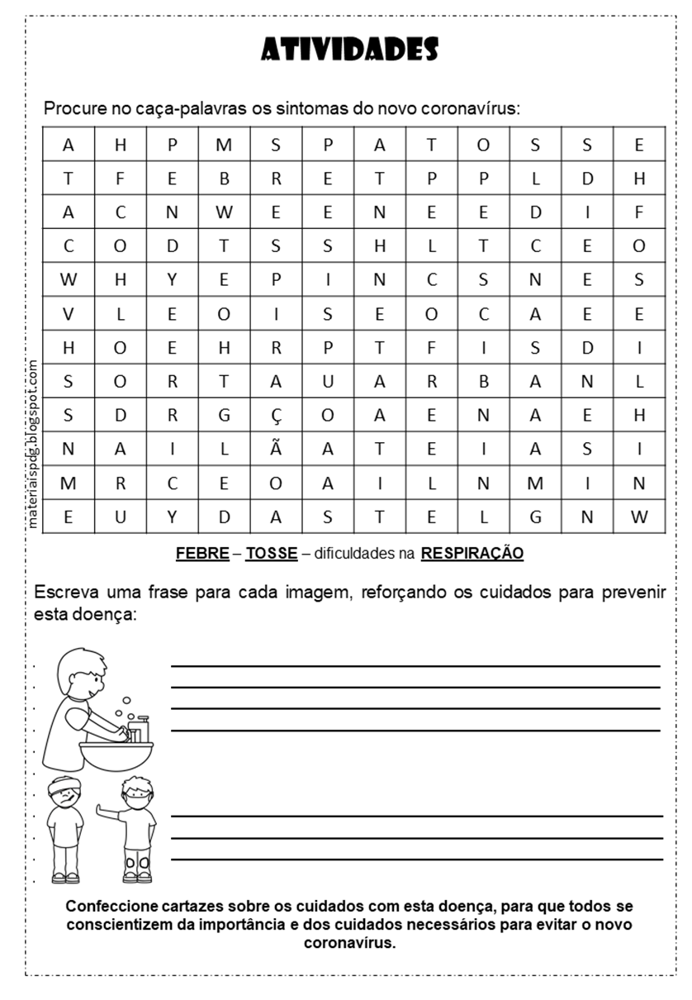 ATIVIDADES
Procure no caça-palavras os sintomas do novo coronavírus:
A H P M S P A T O S S E
T F E B R E T P P L D H
A C N W E E N E E D I F
C O D T S S H L T C E O
W H Y E P I N C S N E S
V L E O I S E O C A E E
H O E H R P T F I S D I
S O R T A U A R B A N L
S D R G Ç O A E N A E H
N A I L Ã A T E I A S I
M R C E O A I L N M I N
E U Y D A S T E L G N W
materiaispdg.blogspot.com
FEBRE – TOSSE – dificuldades na RESPIRAÇÃO
Escreva uma frase para cada imagem, reforçando os cuidados para prevenir
esta doença:
Confeccione cartazes sobre os cuidados com esta doença, para que todos se
conscientizem da importância e dos cuidados necessários para evitar o novo
coronavírus.